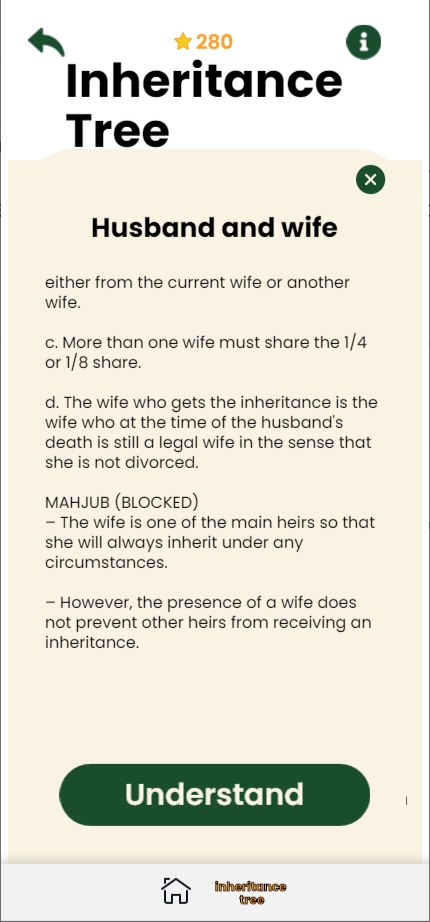 280
Inheritance
Tree
Husband and wife
either from the current wife or another
wife.
c. More than one wife must share the 1/4
or 1/8 share.
d. The wife who gets the inheritance is the
wife who at the time of the husband's
death is still a legal wife in the sense that
she is not divorced.
MAHJUB (BLOCKED)
– The wife is one of the main heirs so that
she will always inherit under any
circumstances.
– However, the presence of a wife does
not prevent other heirs from receiving an
inheritance.
Understand
inheritance
tree